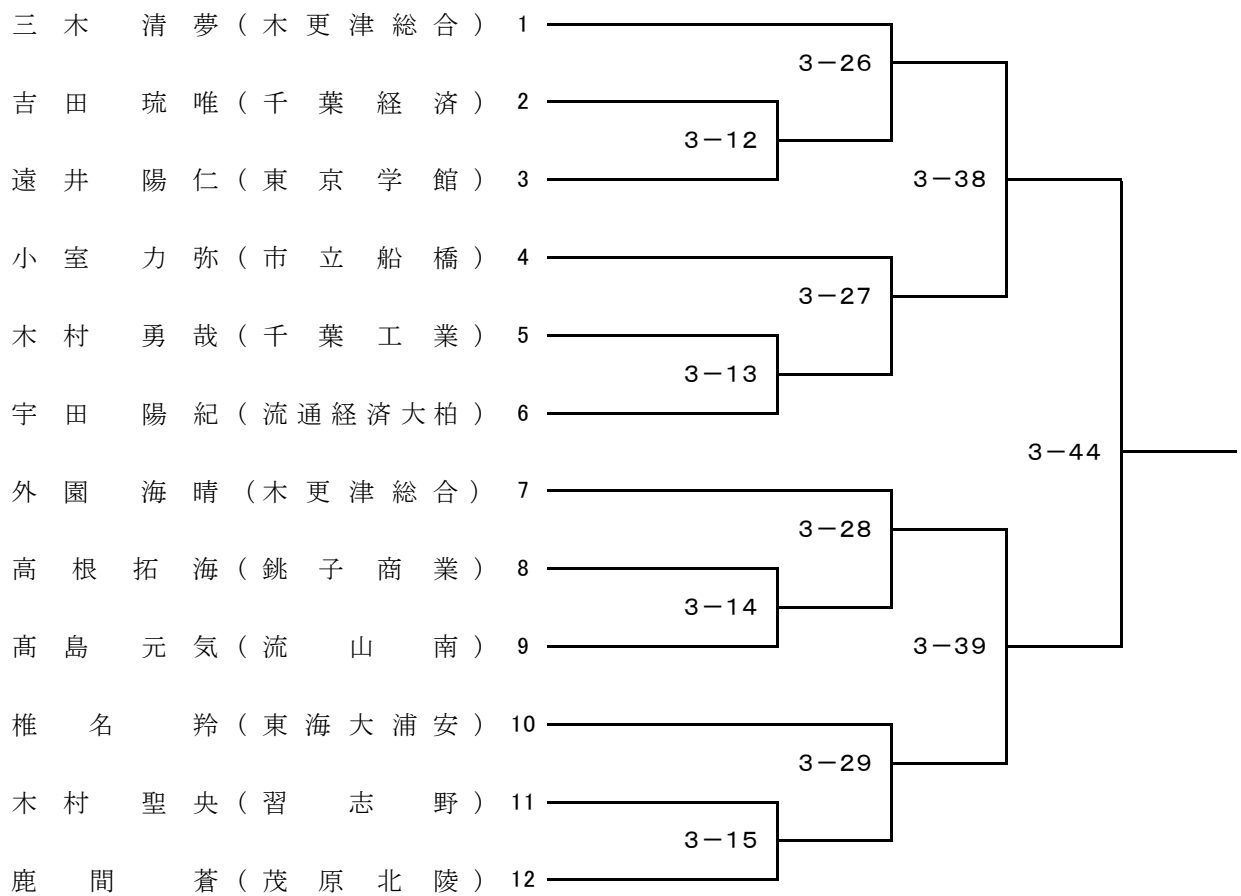 三木 清夢(木更津総合) 1
3−26
吉田 琉唯(千葉経済) 2
3−12
遠井 陽仁(東京学館) 3
3−38
小室 力弥(市立船橋) 4
3−27
木村 勇哉(千葉工業) 5
3−13
宇田 陽紀(流通経済大柏) 6
3−44
外園 海晴(木更津総合) 7
3−28
高根拓海(銚子商業) 8
3−14
髙島 元気(流山南) 9
3−39
椎名 羚(東海大浦安) 10
3−29
木村 聖央(習志野) 11
3−15
鹿間 蒼(茂原北陵) 12